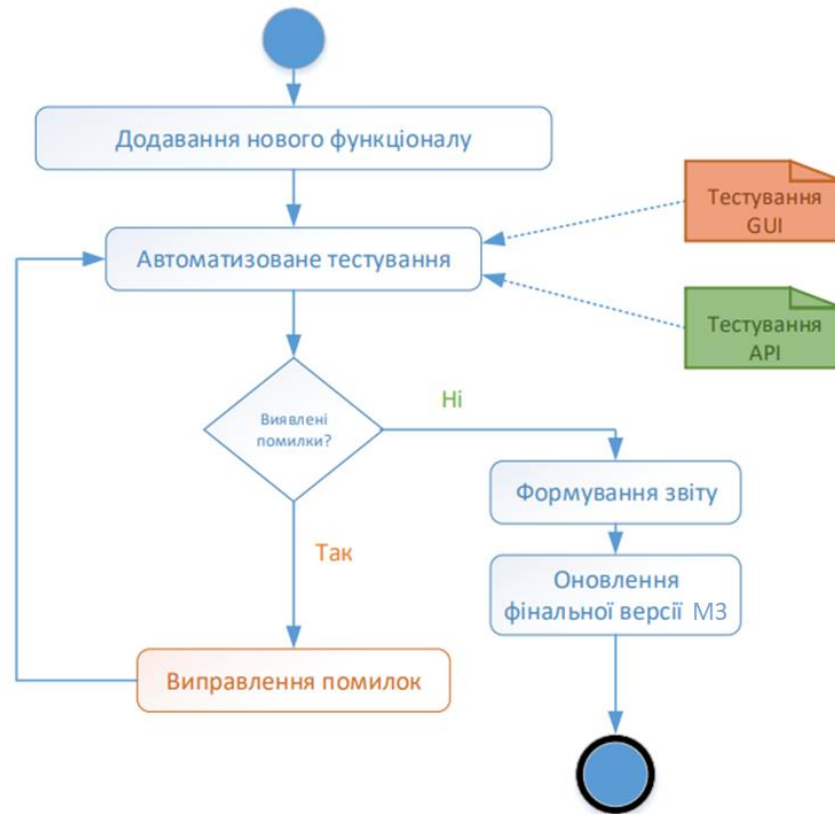 Додавання нового функціоналу
Тестування
GUI
Автоматизоване тестування
Тестування
API
Ні
Виявлені
помилки?
Формування звіту
Так
Оновлення
фінальної версії МЗ
Виправлення помилок